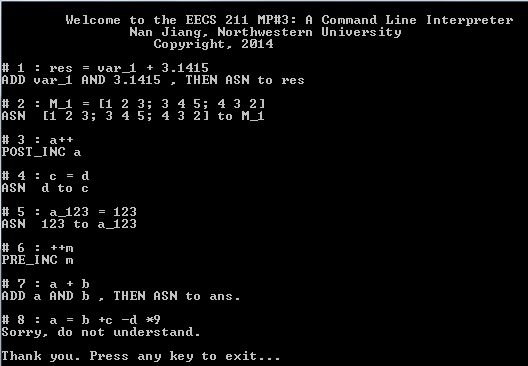 Welcome to the EECS 211 MP#3: A Command Line Interpreter
Nan Jiang, Northwestern University
Copyright, 2014
# 1 : res = var_1 + 3.1415
ADD var_1 AND 3.1415 , THEN ASN to res
# 2 : M_1 = [1 2 3; 3 4 5; 4 3 2]
ASN  [1 2 3; 3 4 5; 4 3 2] to M_1
# 3 : a++
POST_INC a
# 4 : c = d
ASN  d to c
# 5 : a_123 = 123
ASN  123 to a_123
# 6 : ++m
PRE_INC m
# 7 : a + b
ADD a AND b , THEN ASN to ans.
# 8 : a = b +c -d *9
Sorry, do not understand.
Thank you. Press any key to exit...